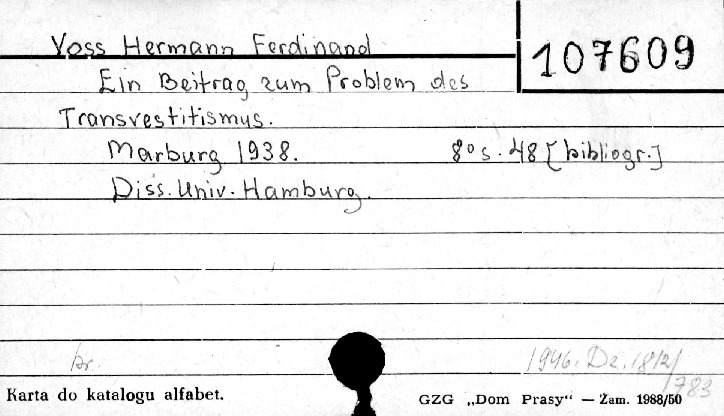 Voss Hermann Ferdinand
107609
Ein Beitrag zum Problem des
Transvestitismus.
Marburg 1938. 8° s. 48 [bibliogr.]
Diss. Univ. Hamburg.
kr. 1946. Dz. 1812/
783
Karta do katalogu alfabet. GZG „Dom Prasy" — Zam. 1988/50